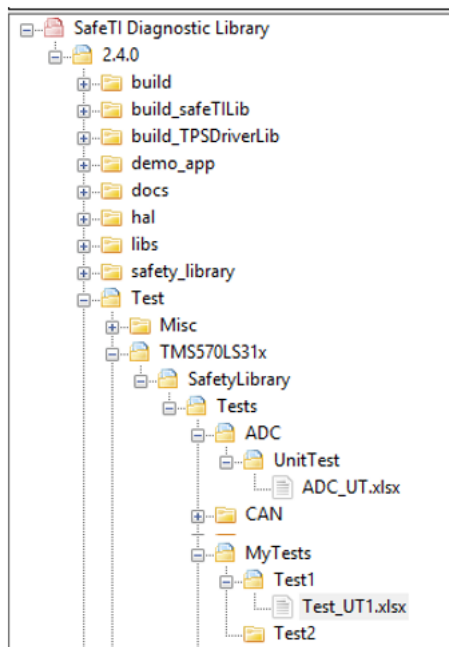 SafeTI Diagnostic Library
2.4.0
build
build_safeTILib
build_TPSDriverLib
demo_app
docs
hal
libs
safety_library
Test
Misc
TMS570LS31x
SafetyLibrary
Tests
ADC
UnitTest
ADC_UT.xlsx
CAN
MyTests
Test1
Test_UT1.xlsx
Test2